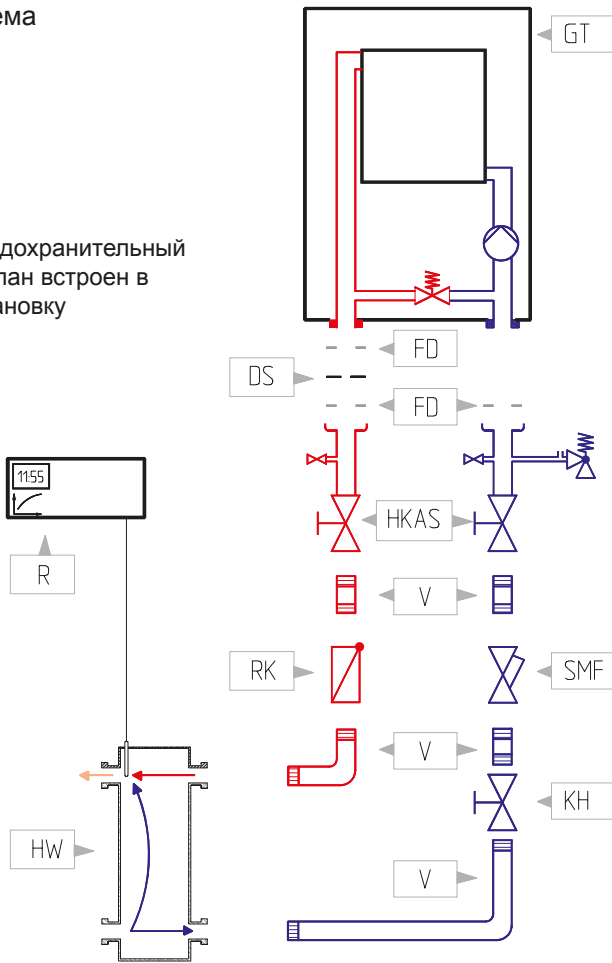 ема
GT
дохранительный
пан встроен в
ановку
FD
DS
FD
11:55
HKAS
R
V
RK
SMF
V
KH
HW
V